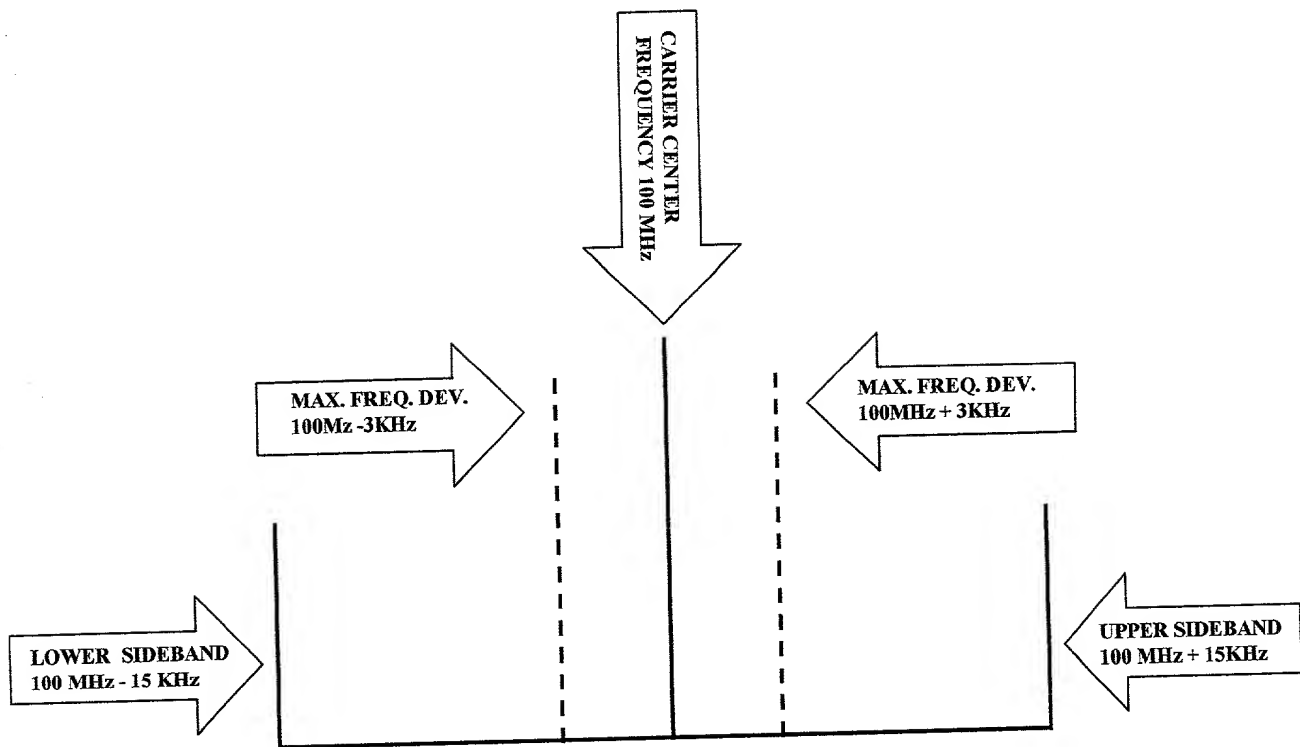 CARRIER CENTER
FREQUENCY 100 MHz
MAX. FREQ. DEV.
100Mz -3KHz
MAX. FREQ. DEV.
100MHz + 3KHz
LOWER SIDEBAND
100 MHz - 15 KHz
UPPER SIDEBAND
100 MHz + 15KHz